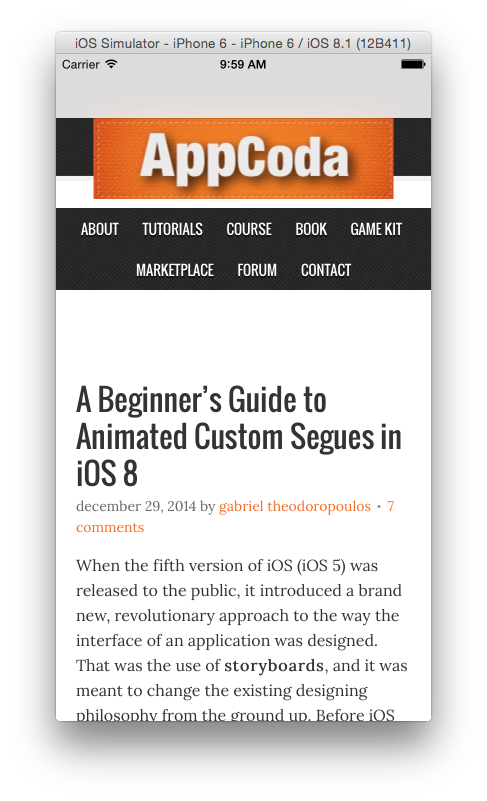 iOS Simulator - iPhone 6 - iPhone 6 / iOS 8.1 (12B411)
Carrier 9:59 AM
AppCoda
ABOUT TUTORIALS COURSE BOOK GAME KIT
MARKETPLACE FORUM CONTACT
A Beginner’s Guide to
Animated Custom Segues in
iOS 8
december 29, 2014 by gabriel theodoropoulos · 7
comments
When the fifth version of iOS (iOS 5) was
released to the public, it introduced a brand
new, revolutionary approach to the way the
interface of an application was designed.
That was the use of storyboards, and it was
meant to change the existing designing
philosophy from the ground up. Before iOS